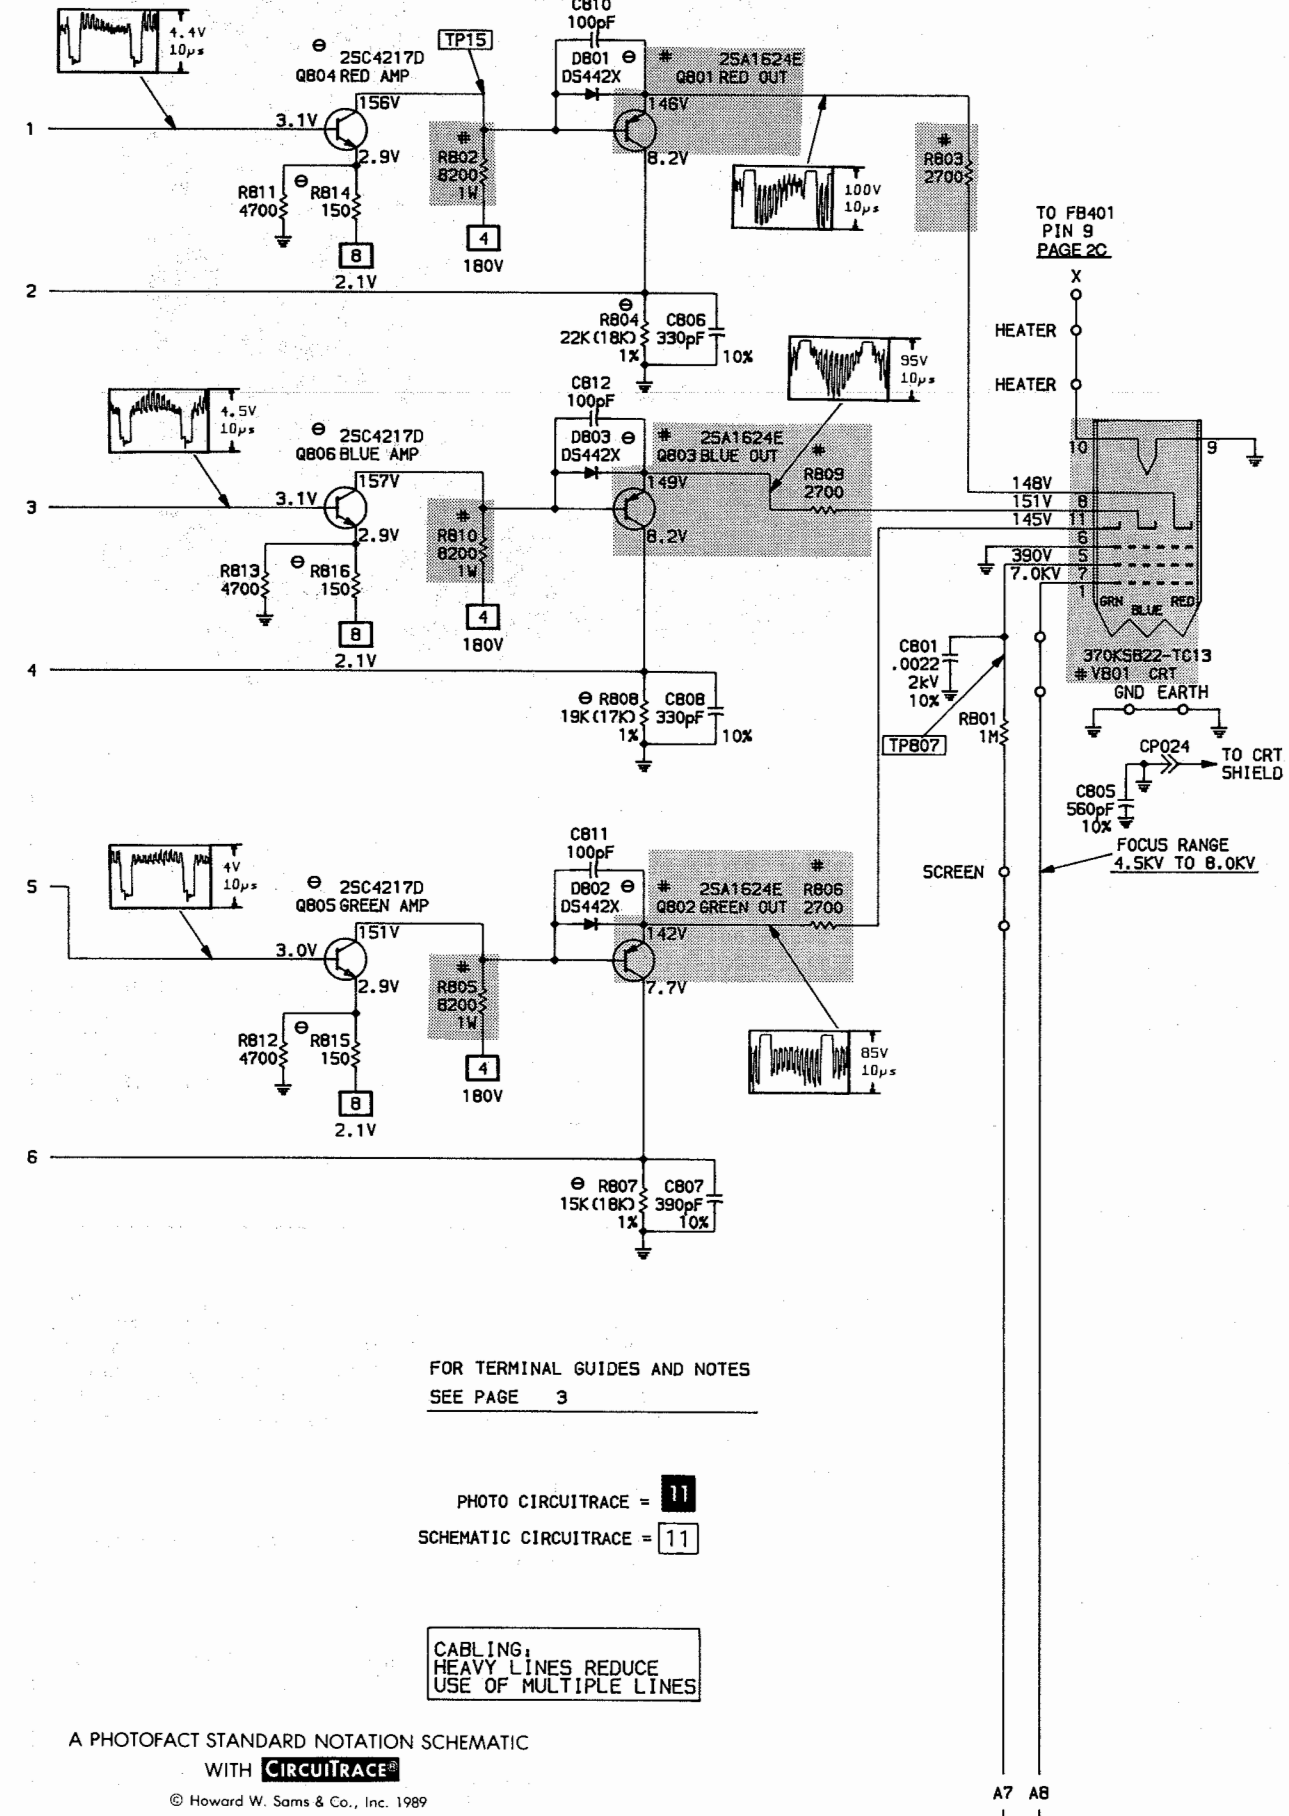 C810
100pF
4.4V
10µs
2SC4217D
Q804 RED AMP
TP15
D801
DS442X
# 2SA1624E
Q801 RED OUT
156V
146V
1
3.1V
2.9V
#
R802
8200
1W
8.2V
#
R803
2700
R811
4700
R814
150
100V
10µs
8
2.1V
4
180V
TO FB401
PIN 9
PAGE 2C
X
2
HEATER
HEATER
R804
22K(18K)
1%
C806
330pF
10%
95V
10µs
C812
100pF
4.5V
10µs
2SC4217D
Q806 BLUE AMP
D803
DS442X
# 2SA1624E
Q803 BLUE OUT
#
R809
2700
157V
149V
3
3.1V
2.9V
#
R810
8200
1W
8.2V
10
9
148V
151V
8
145V
11
6
390V
5
7.0KV
7
1
GRN
BLUE
RED
R813
4700
R816
150
8
2.1V
4
180V
370KSB22-TC13
# V801 CRT
GND EARTH
4
C801
.0022
2kV
10%
R801
1M
TP807
R808
19K(17K)
1%
C808
330pF
10%
CP024
TO CRT
SHIELD
C805
560pF
10%
FOCUS RANGE
4.5KV TO 8.0KV
SCREEN
C811
100pF
4V
10µs
2SC4217D
Q805 GREEN AMP
D802
DS442X
# 2SA1624E
Q802 GREEN OUT
#
R806
2700
5
151V
142V
3.0V
2.9V
#
R805
8200
1W
7.7V
R812
4700
R815
150
85V
10µs
8
2.1V
4
180V
6
R807
15K(18K)
1%
C807
390pF
10%
FOR TERMINAL GUIDES AND NOTES
SEE PAGE 3
PHOTO CIRCUITRACE = 11
SCHEMATIC CIRCUITRACE = 11
CABLING:
HEAVY LINES REDUCE
USE OF MULTIPLE LINES
A PHOTOFACT STANDARD NOTATION SCHEMATIC
WITH CIRCUITRACE®
© Howard W. Sams & Co., Inc. 1989
A7 A8